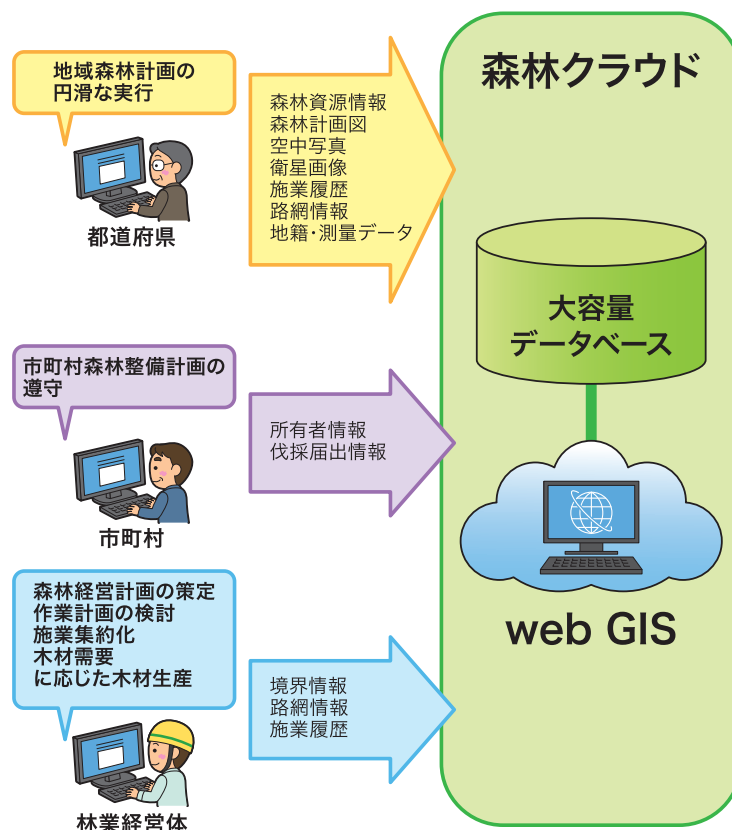 地域森林計画の
円滑な実行
都道府県
森林資源情報
森林計画図
空中写真
衛星画像
施業履歴
路網情報
地籍・測量データ
市町村森林整備計画の
遵守
市町村
所有者情報
伐採届出情報
森林経営計画の策定
作業計画の検討
施業集約化
木材需要
に応じた木材生産
林業経営体
境界情報
路網情報
施業履歴
森林クラウド
大容量
データベース
web GIS